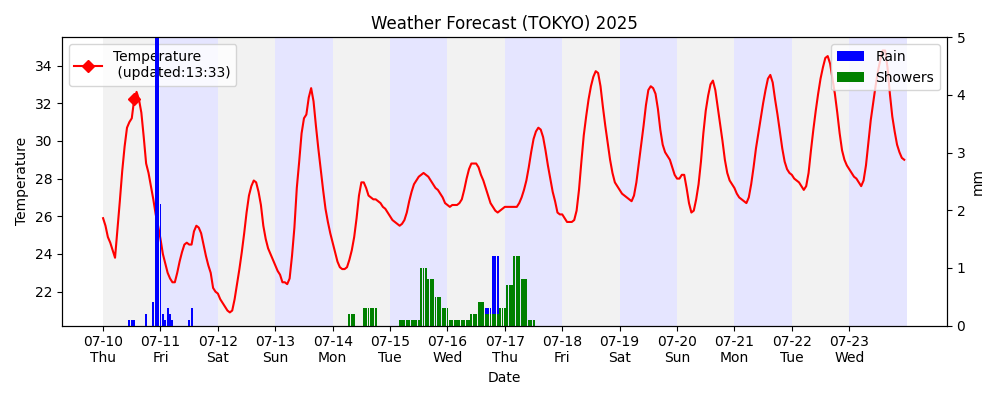 Weather Forecast (TOKYO) 2025
Temperature
(updated:13:33)
Rain
Showers
Temperature
34
32
30
28
26
24
22
5
4
3
2
1
0
mm
07-10 07-11 07-12 07-13 07-14 07-15 07-16 07-17 07-18 07-19 07-20 07-21 07-22 07-23
Thu Fri Sat Sun Mon Tue Wed Thu Fri Sat Sun Mon Tue Wed
Date